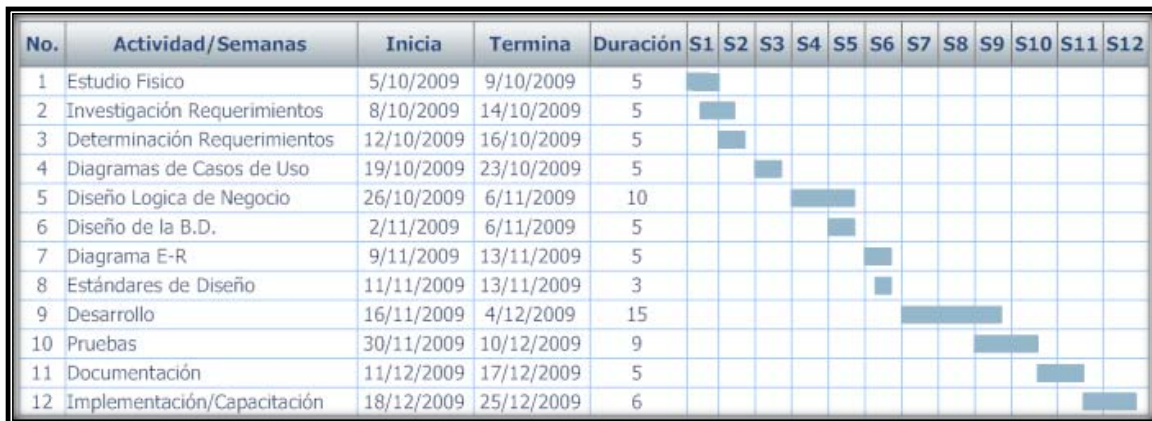 No. Actividad/Semanas Inicia Termina Duración S1 S2 S3 S4 S5 S6 S7 S8 S9 S10 S11 S12
1 Estudio Fisico 5/10/2009 9/10/2009 5
2 Investigación Requerimientos 8/10/2009 14/10/2009 5
3 Determinación Requerimientos 12/10/2009 16/10/2009 5
4 Diagramas de Casos de Uso 19/10/2009 23/10/2009 5
5 Diseño Logica de Negocio 26/10/2009 6/11/2009 10
6 Diseño de la B.D. 2/11/2009 6/11/2009 5
7 Diagrama E-R 9/11/2009 13/11/2009 5
8 Estándares de Diseño 11/11/2009 13/11/2009 3
9 Desarrollo 16/11/2009 4/12/2009 15
10 Pruebas 30/11/2009 10/12/2009 9
11 Documentación 11/12/2009 17/12/2009 5
12 Implementación/Capacitación 18/12/2009 25/12/2009 6